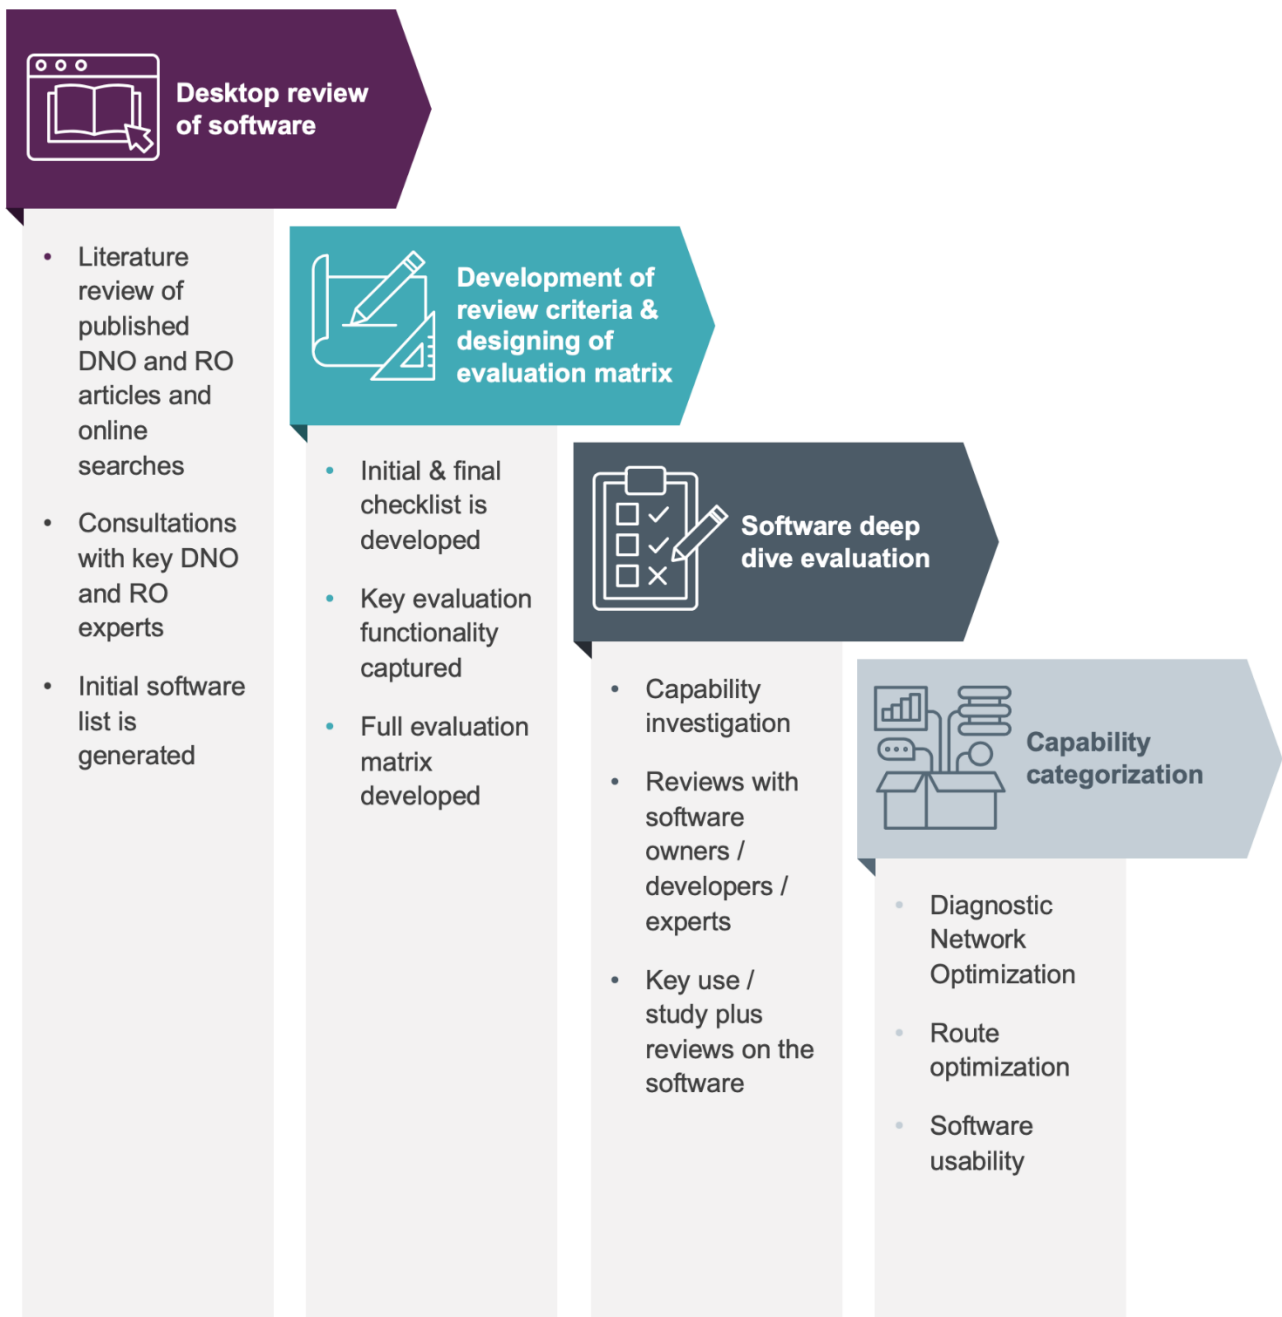 Desktop review
of software
• Literature
review of
published
DNO and RO
articles and
online
searches
• Consultations
with key DNO
and RO
experts
• Initial software
list is
generated
Development of
review criteria &
designing of
evaluation matrix
• Initial & final
checklist is
developed
• Key evaluation
functionality
captured
• Full evaluation
matrix
developed
Software deep
dive evaluation
• Capability
investigation
• Reviews with
software
owners /
developers /
experts
• Key use /
study plus
reviews on the
software
Capability
categorization
• Diagnostic
Network
Optimization
• Route
optimization
• Software
usability